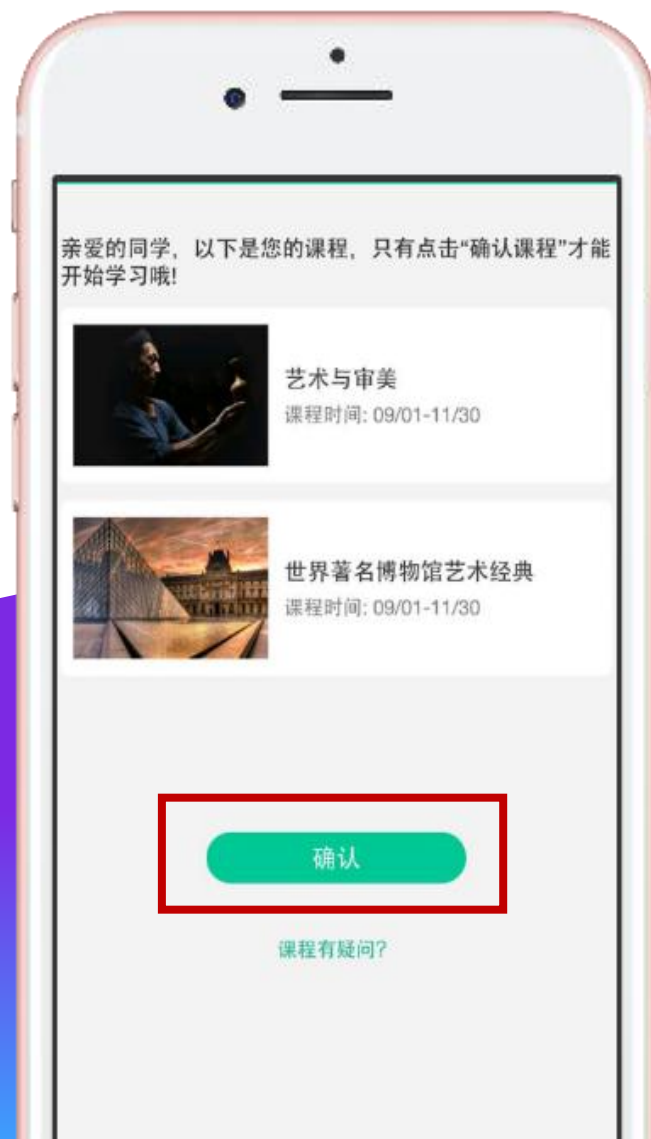 亲爱的同学，以下是您的课程，只有点击“确认课程”才能
开始学习哦!
艺术与审美
课程时间: 09/01-11/30
世界著名博物馆艺术经典
课程时间: 09/01-11/30
确认
课程有疑问?